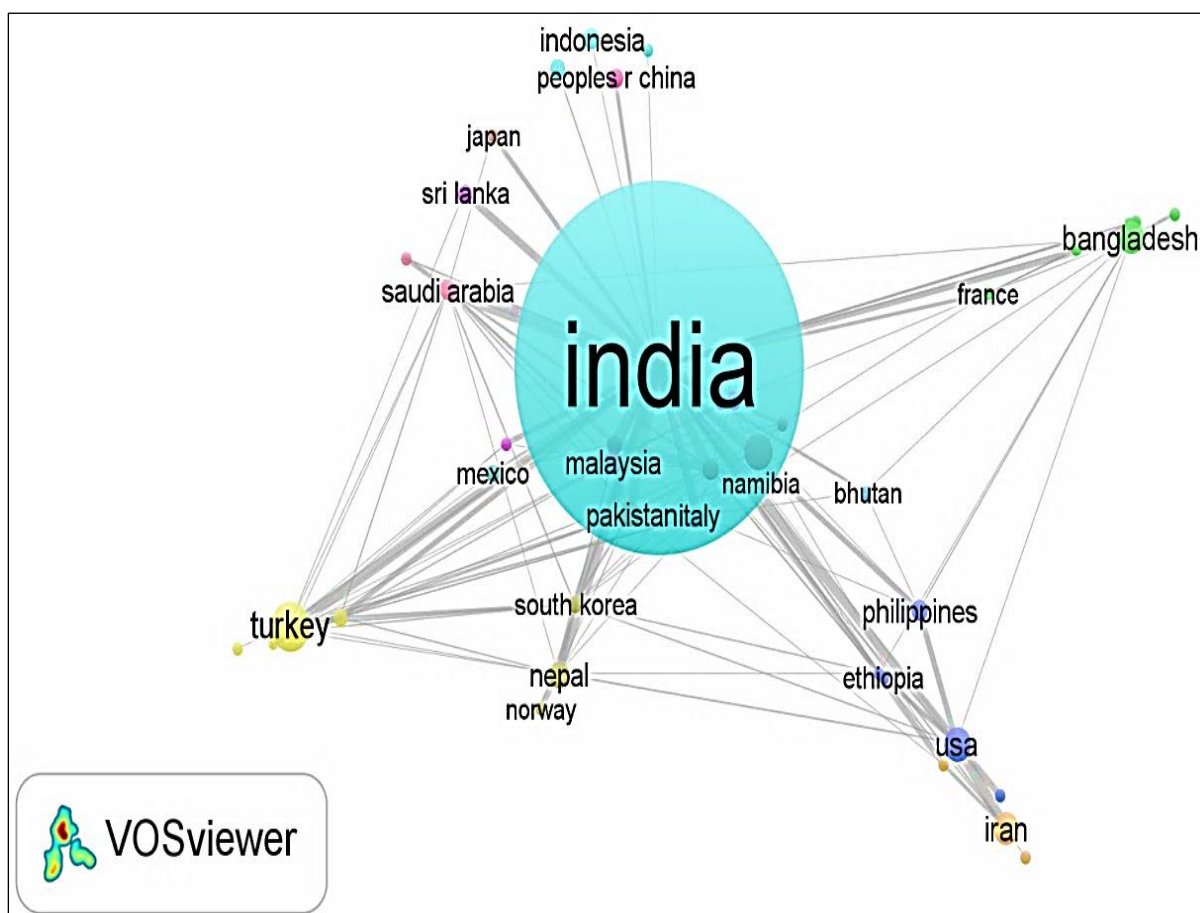 indonesia
peoples r china
japan
sri lanka
bangladesh
saudi arabia
france
india
mexico
malaysia
namibia
bhutan
pakistanitaly
south korea
philippines
turkey
nepal
ethiopia
norway
usa
iran
VOSviewer